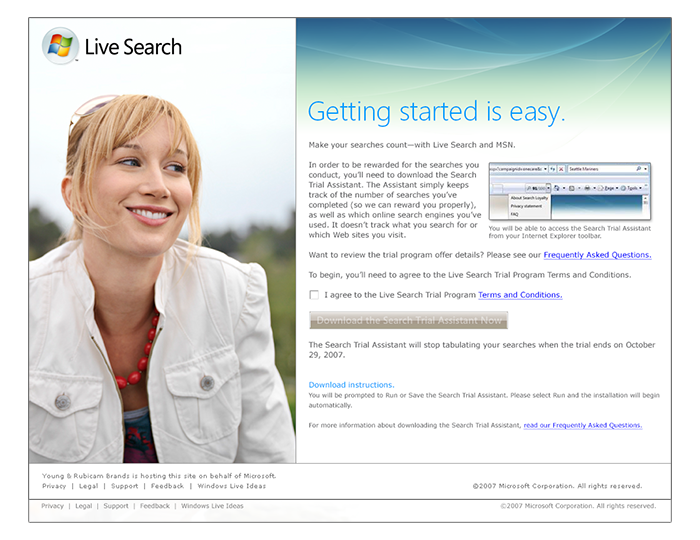 Live Search
Getting started is easy.
Make your searches count—with Live Search and MSN.
In order to be rewarded for the searches you
conduct, you'll need to download the Search
Trial Assistant. The Assistant simply keeps
track of the number of searches you've
completed (so we can reward you properly),
as well as which online search engines you've
used. It doesn't track what you search for or
which Web sites you visit.
Seattle Mariners
Page
Tools
About Search Loyalty
Privacy statement
FAQ
You will be able to access the Search Trial Assistant
from your Internet Explorer toolbar.
Want to review the trial program offer details? Please see our Frequently Asked Questions.
To begin, you'll need to agree to the Live Search Trial Program Terms and Conditions.
I agree to the Live Search Trial Program Terms and Conditions.
Download the Search Trial Assistant Now
The Search Trial Assistant will stop tabulating your searches when the trial ends on October
29, 2007.
Download instructions.
You will be prompted to Run or Save the Search Trial Assistant. Please select Run and the installation will begin
automatically.
For more information about downloading the Search Trial Assistant, read our Frequently Asked Questions.
Young & Rubicam Brands is hosting this site on behalf of Microsoft.
Privacy | Legal | Support | Feedback | Windows Live Ideas
©2007 Microsoft Corporation. All rights reserved.
Privacy | Legal | Support | Feedback | Windows Live Ideas
©2007 Microsoft Corporation. All rights reserved.